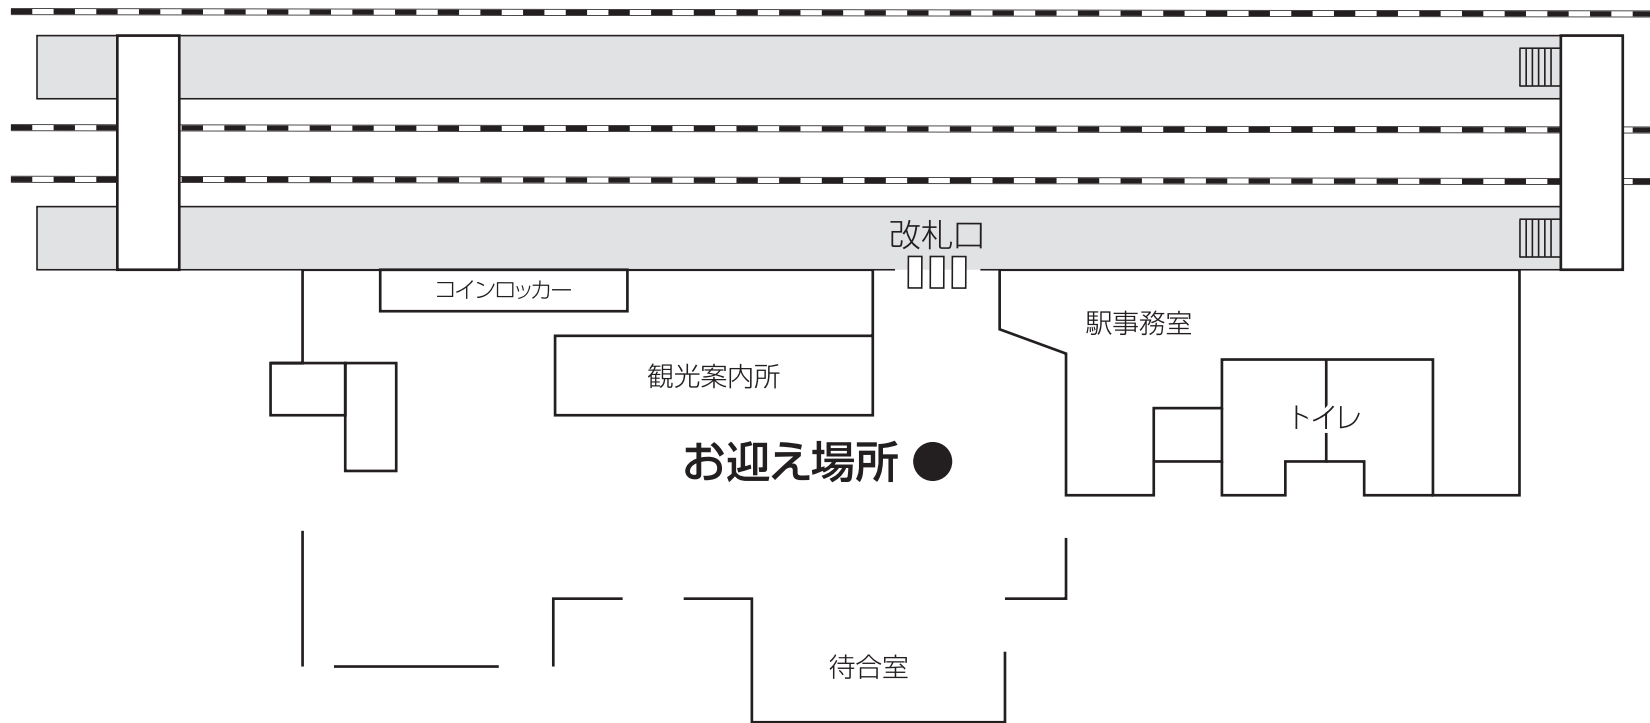 改札口
コインロッカー
駅事務室
観光案内所
トイレ
お迎え場所●
待合室